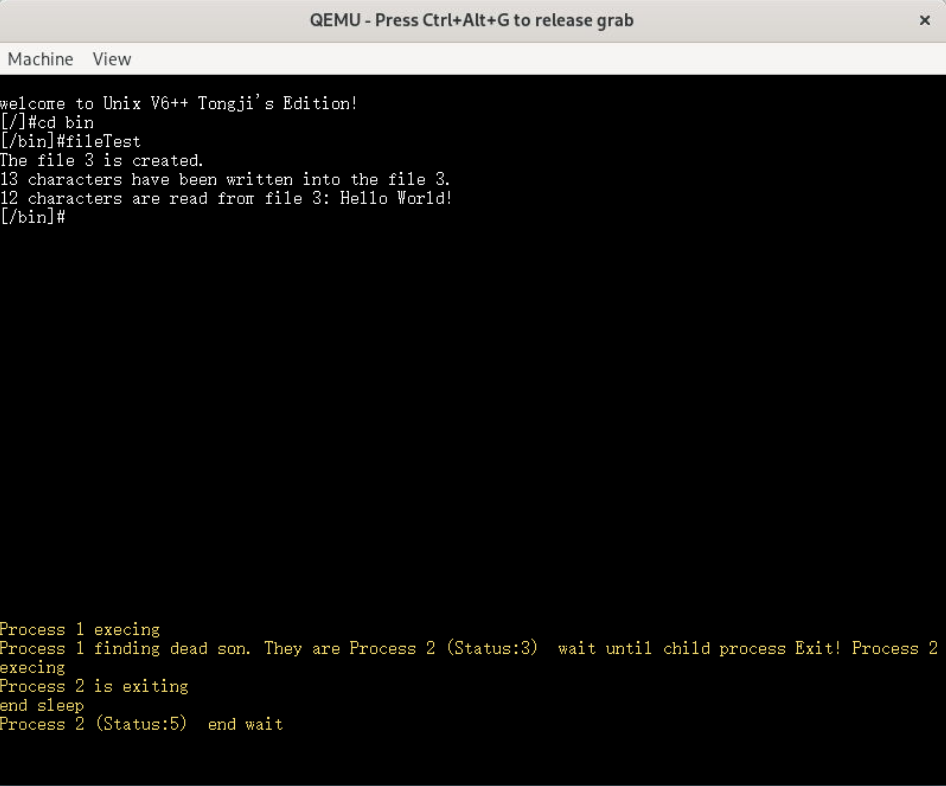 QEMU - Press Ctrl+Alt+G to release grab ×
Machine View
welcome to Unix V6++ Tongji's Edition!
[/]#cd bin
[/bin]#fileTest
The file 3 is created.
13 characters have been written into the file 3.
12 characters are read from file 3: Hello World!
[/bin]#
Process 1 execing
Process 1 finding dead son. They are Process 2 (Status:3)  wait until child process Exit! Process 2
execing
Process 2 is exiting
end sleep
Process 2 (Status:5)  end wait